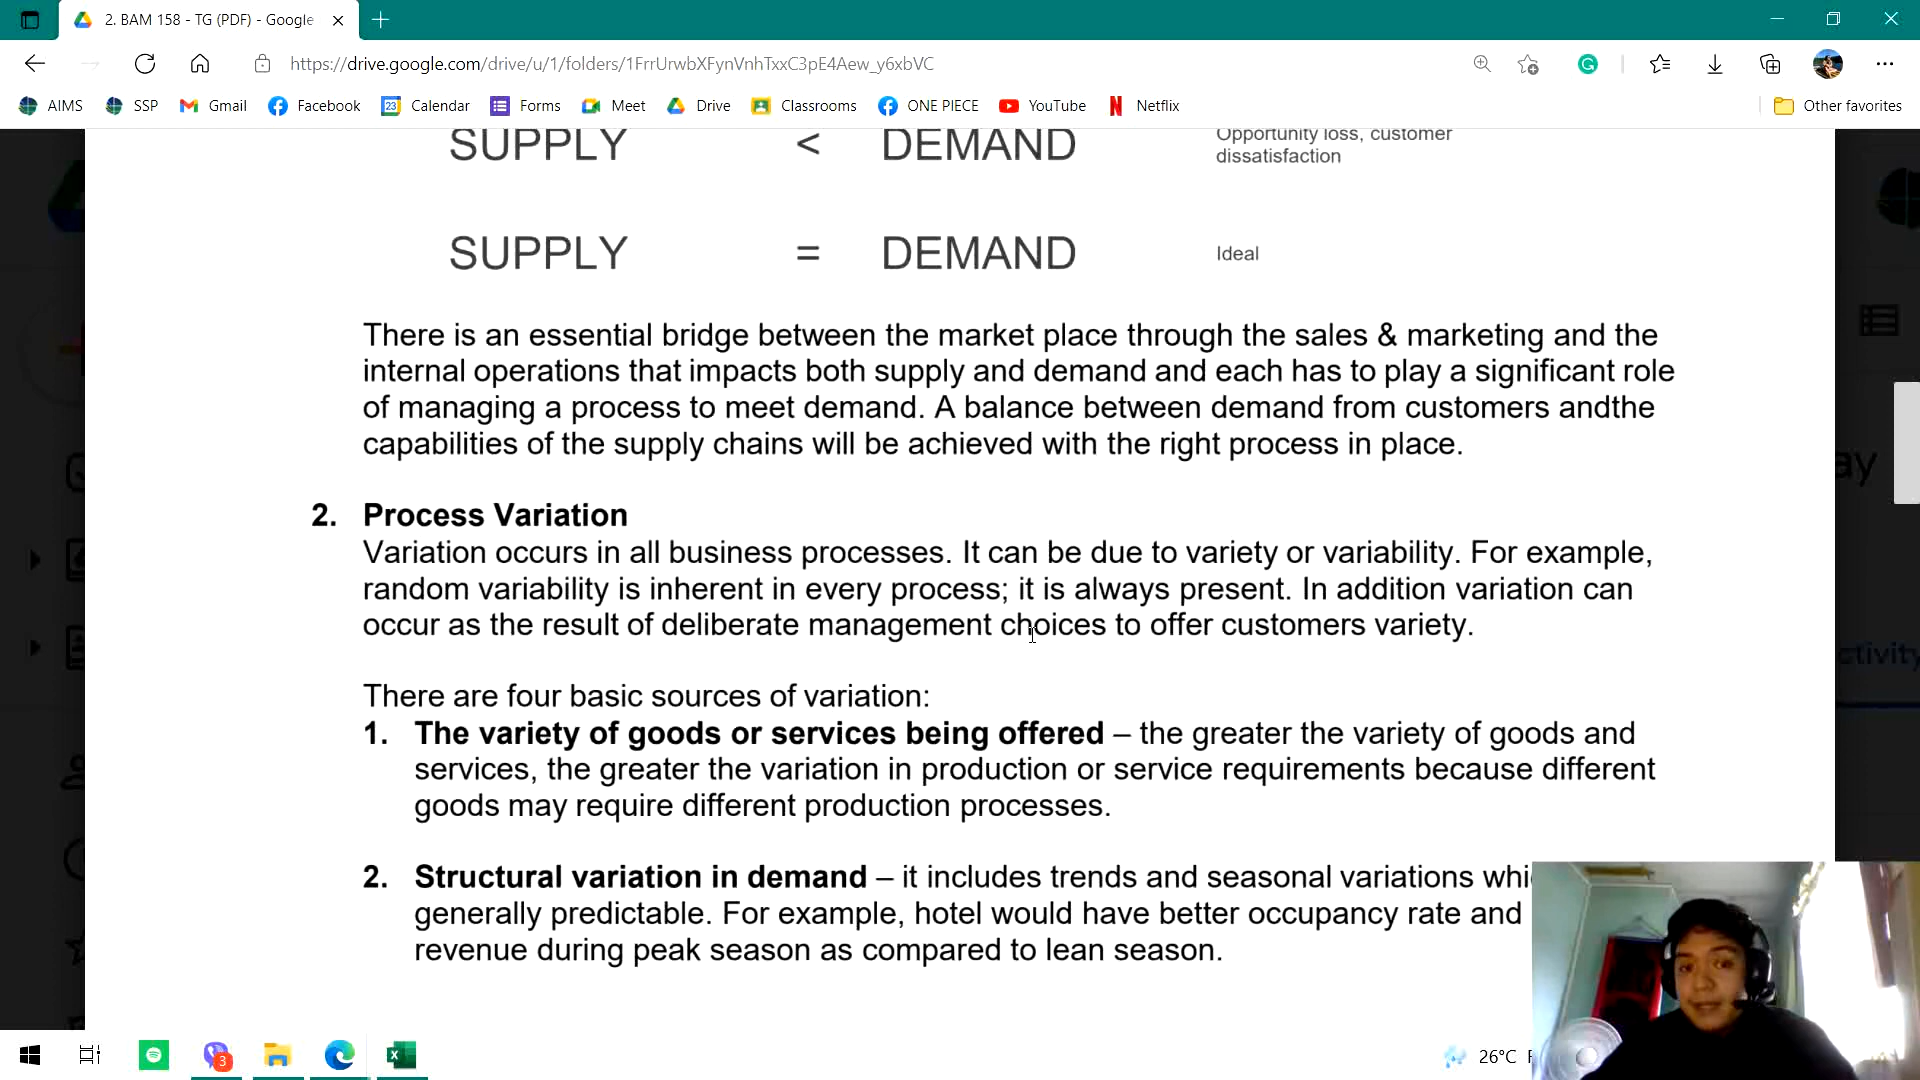 2. BAM 158 - TG (PDF) - Google
https://drive.google.com/drive/u/1/folders/1FrrUrwbXFynVnhTxxC3pE4Aew_y6xbVC
AIMS SSP Gmail Facebook Calendar Forms Meet Drive Classrooms ONE PIECE YouTube Netflix Other favorites
SUPPLY < DEMAND Opportunity loss, customer
dissatisfaction
SUPPLY = DEMAND Ideal
There is an essential bridge between the market place through the sales & marketing and the
internal operations that impacts both supply and demand and each has to play a significant role
of managing a process to meet demand. A balance between demand from customers andthe
capabilities of the supply chains will be achieved with the right process in place.
2. Process Variation
Variation occurs in all business processes. It can be due to variety or variability. For example,
random variability is inherent in every process; it is always present. In addition variation can
occur as the result of deliberate management choices to offer customers variety.
There are four basic sources of variation:
1. The variety of goods or services being offered – the greater the variety of goods and
services, the greater the variation in production or service requirements because different
goods may require different production processes.
2. Structural variation in demand – it includes trends and seasonal variations whi
generally predictable. For example, hotel would have better occupancy rate and
revenue during peak season as compared to lean season.
ay
ctivity
3
26°C